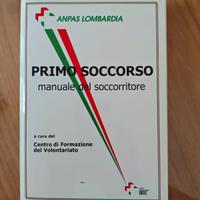 ANPAS LOMBARDIA
PRIMO SOCCORSO
manuale del soccorritore
a cura del
Centro di Formazione
del Volontariato